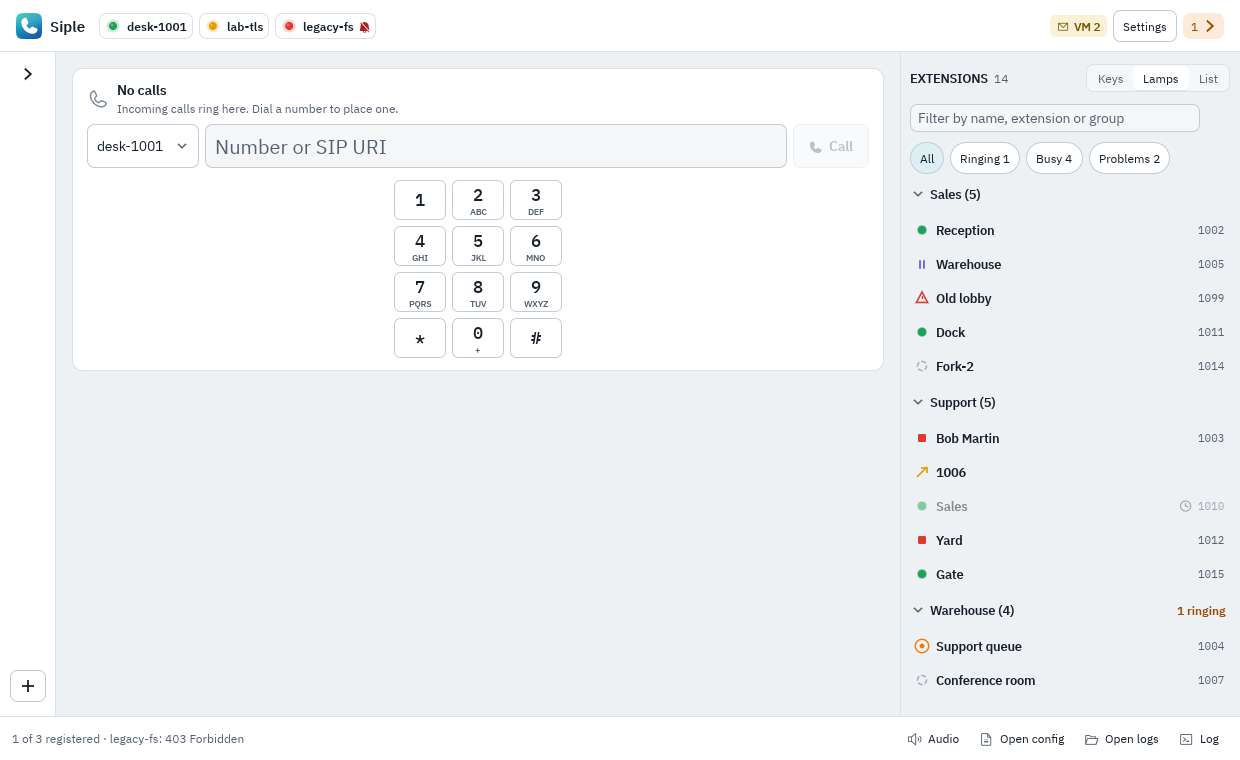 Siple
desk-1001
lab-tls
legacy-fs
VM 2
Settings
1
No calls
Incoming calls ring here. Dial a number to place one.
desk-1001
Number or SIP URI
Call
1
2
ABC
3
DEF
4
GHI
5
JKL
6
MNO
7
PQRS
8
TUV
9
WXYZ
*
0
+
#
EXTENSIONS 14
Keys
Lamps
List
Filter by name, extension or group
All
Ringing 1
Busy 4
Problems 2
Sales (5)
Reception 1002
Warehouse 1005
Old lobby 1099
Dock 1011
Fork-2 1014
Support (5)
Bob Martin 1003
1006
Sales 1010
Yard 1012
Gate 1015
Warehouse (4) 1 ringing
Support queue 1004
Conference room 1007
1 of 3 registered · legacy-fs: 403 Forbidden
Audio
Open config
Open logs
Log